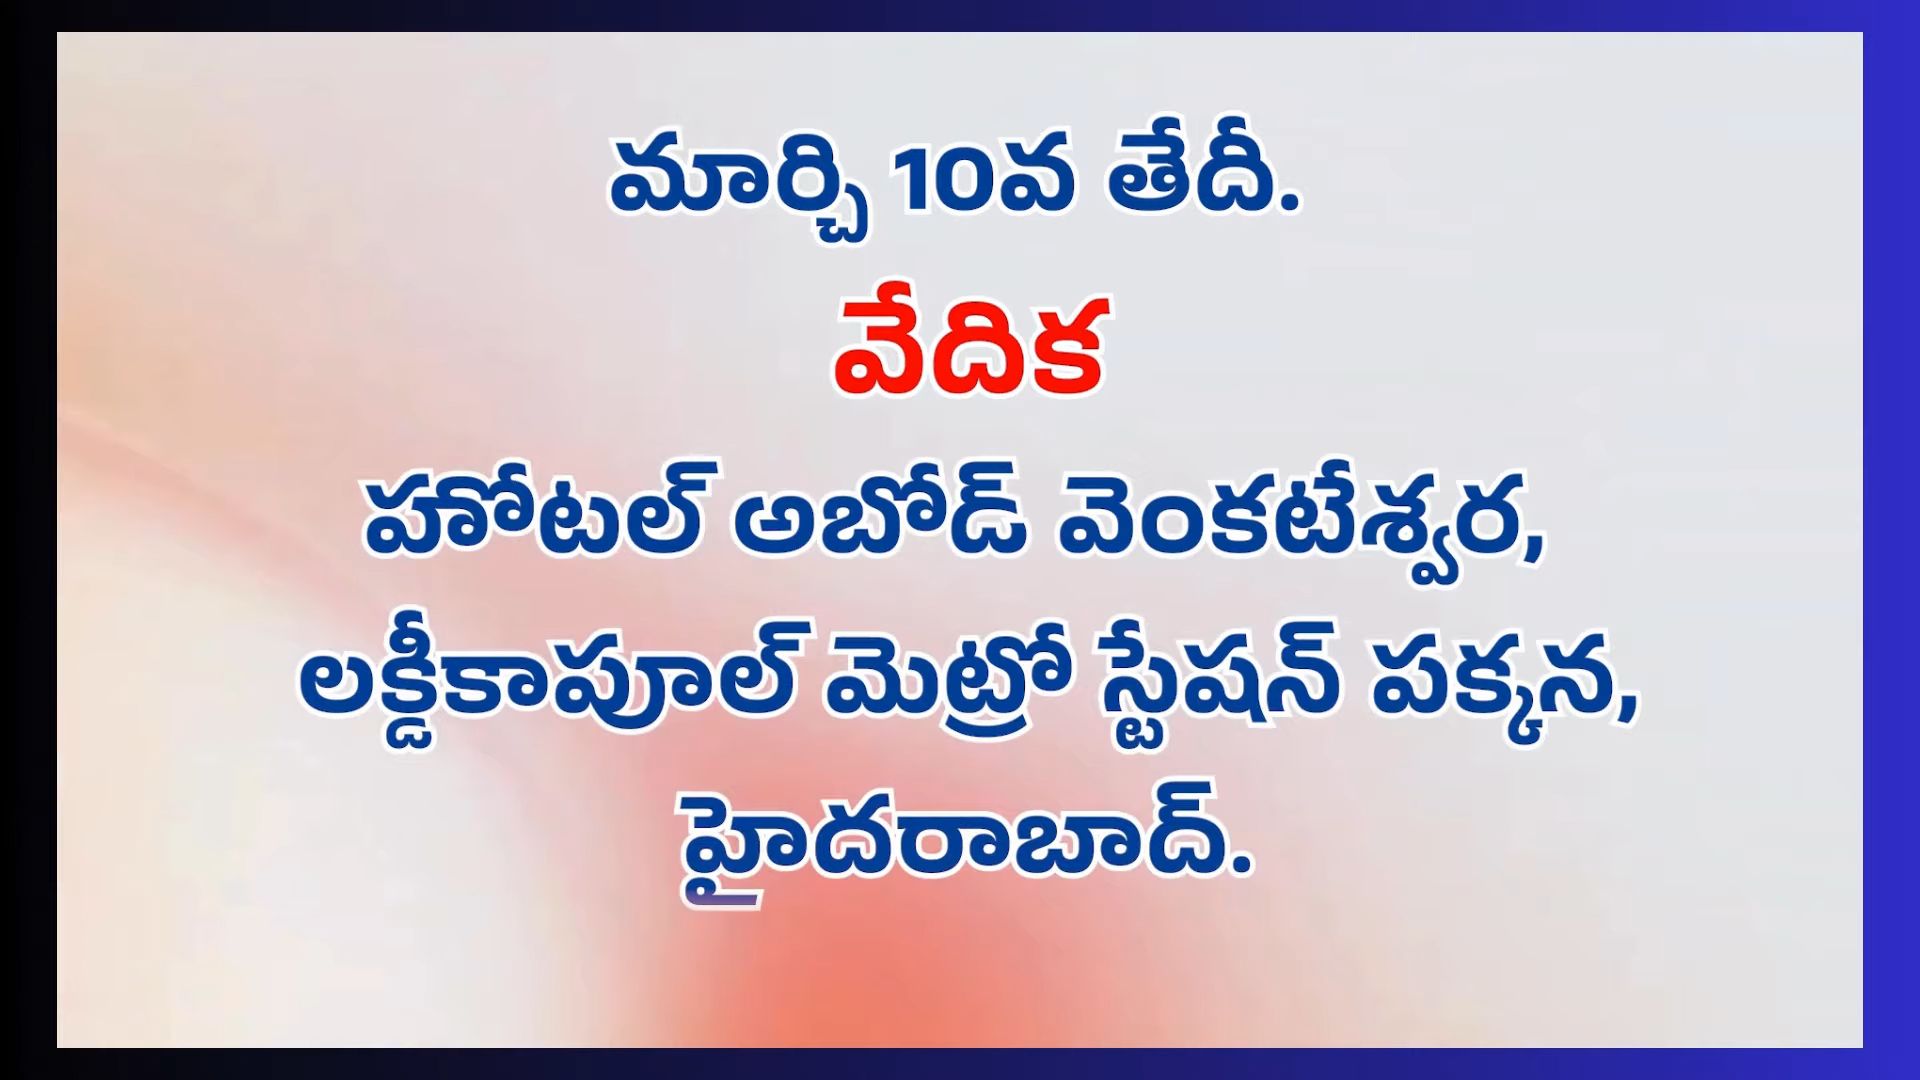 మార్చి 10వ తేదీ.
వేదిక
హోటల్ అబోడ్ వెంకటేశ్వర,
లక్డీకాపూల్ మెట్రో స్టేషన్ పక్కన,
హైదరాబాద్.